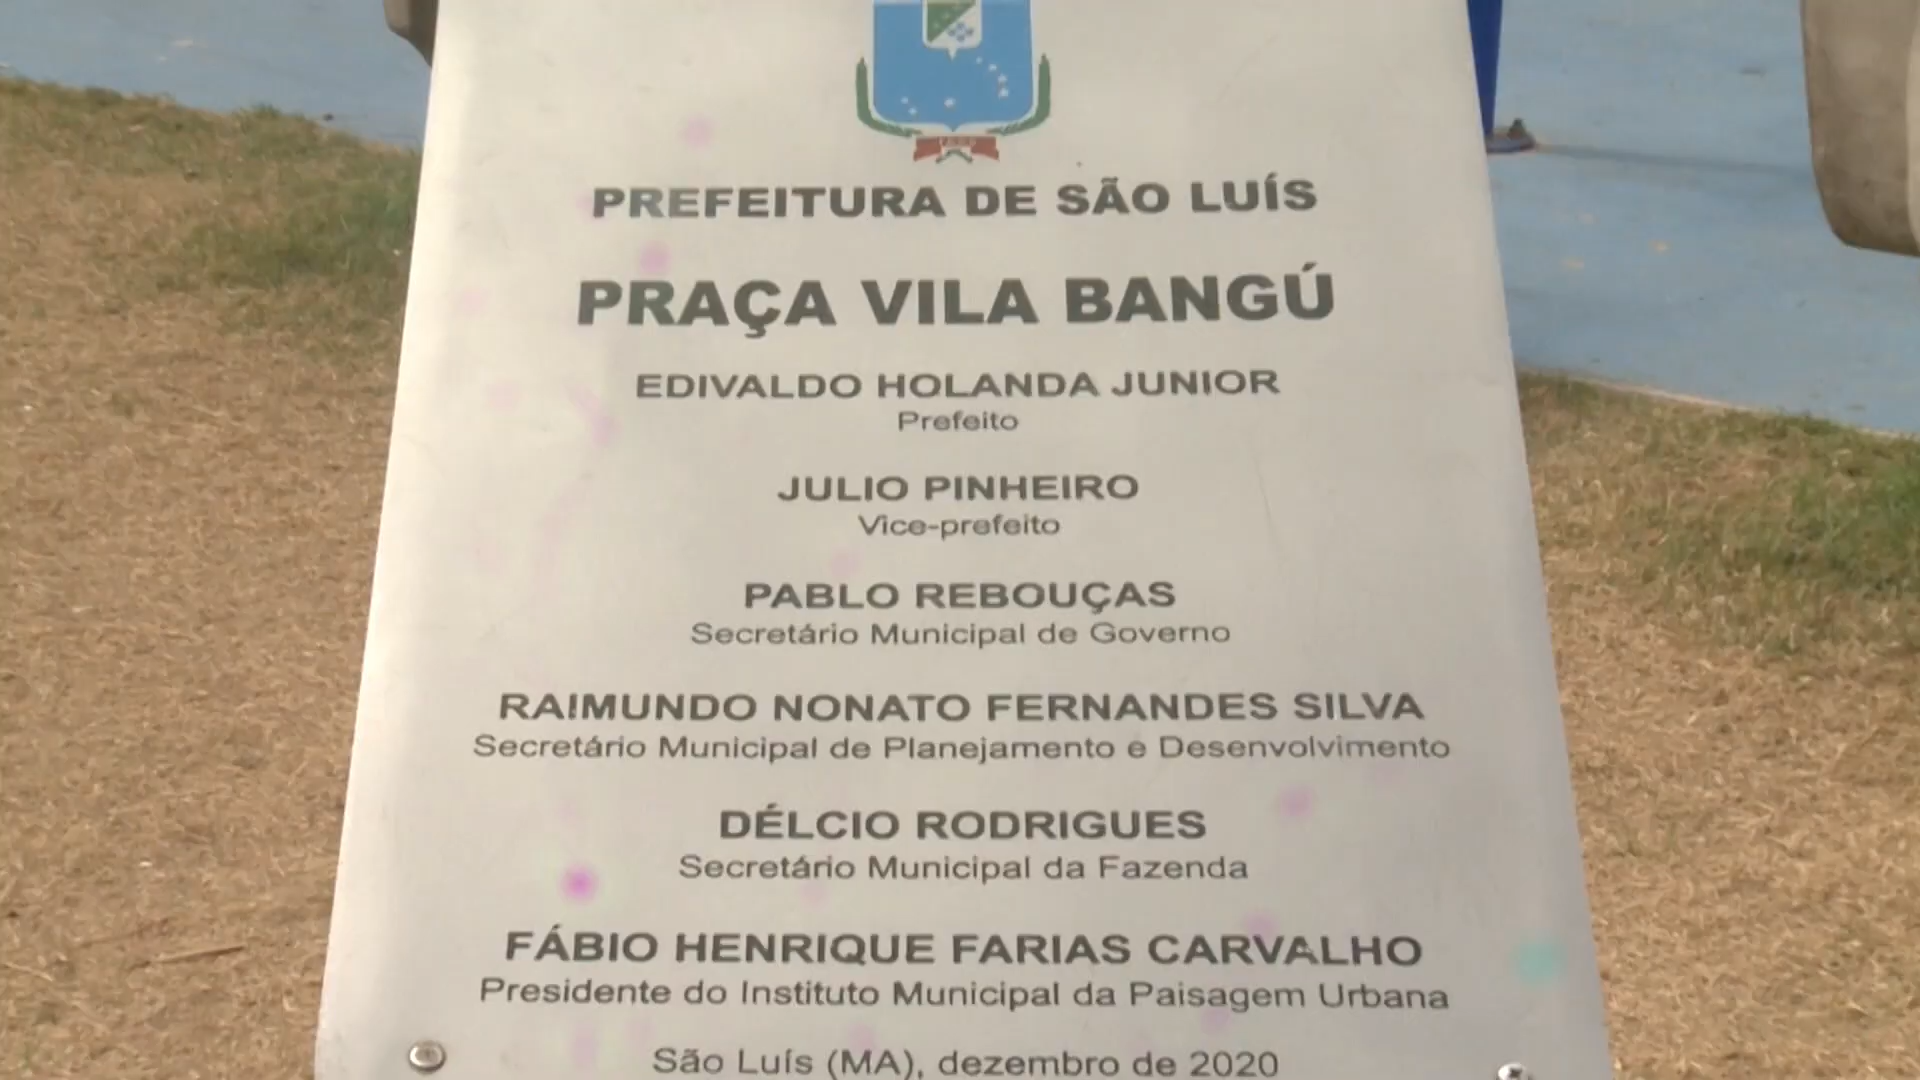 PREFEITURA DE SÃO LUÍS
PRAÇA VILA BANGÚ
EDIVALDO HOLANDA JUNIOR
Prefeito
JULIO PINHEIRO
Vice-prefeito
PABLO REBOUÇAS
Secretário Municipal de Governo
RAIMUNDO NONATO FERNANDES SILVA
Secretário Municipal de Planejamento e Desenvolvimento
DÉLCIO RODRIGUES
Secretário Municipal da Fazenda
FÁBIO HENRIQUE FARIAS CARVALHO
Presidente do Instituto Municipal da Paisagem Urbana
São Luís (MA), dezembro de 2020